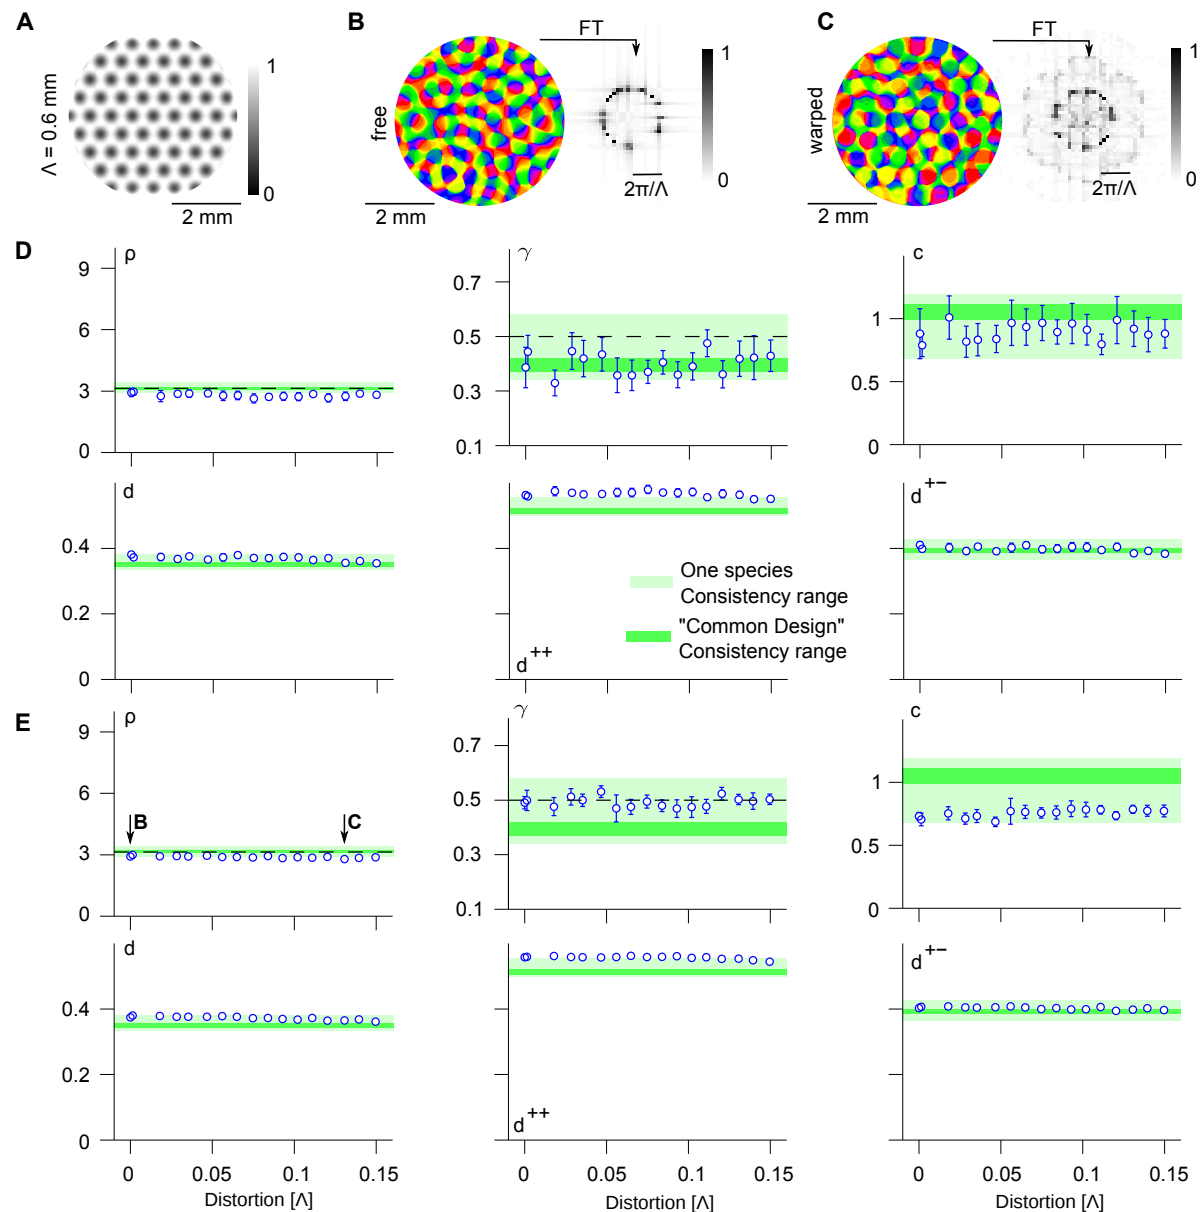 A
Λ = 0.6 mm
1
0
2 mm
B
free
FT
1
0
2π/Λ
2 mm
C
warped
FT
1
0
2π/Λ
2 mm
D
ρ
9
6
3
0
γ
0.7
0.5
0.3
0.1
c
1
0.5
0
d
0.4
0.2
0
d++
One species
Consistency range
"Common Design"
Consistency range
d+−
E
ρ
9
6
3
0
B
C
γ
0.7
0.5
0.3
0.1
c
1
0.5
0
d
0.4
0.2
0
0 0.05 0.1 0.15
Distortion [Λ]
d++
0 0.05 0.1 0.15
Distortion [Λ]
d+−
0 0.05 0.1 0.15
Distortion [Λ]